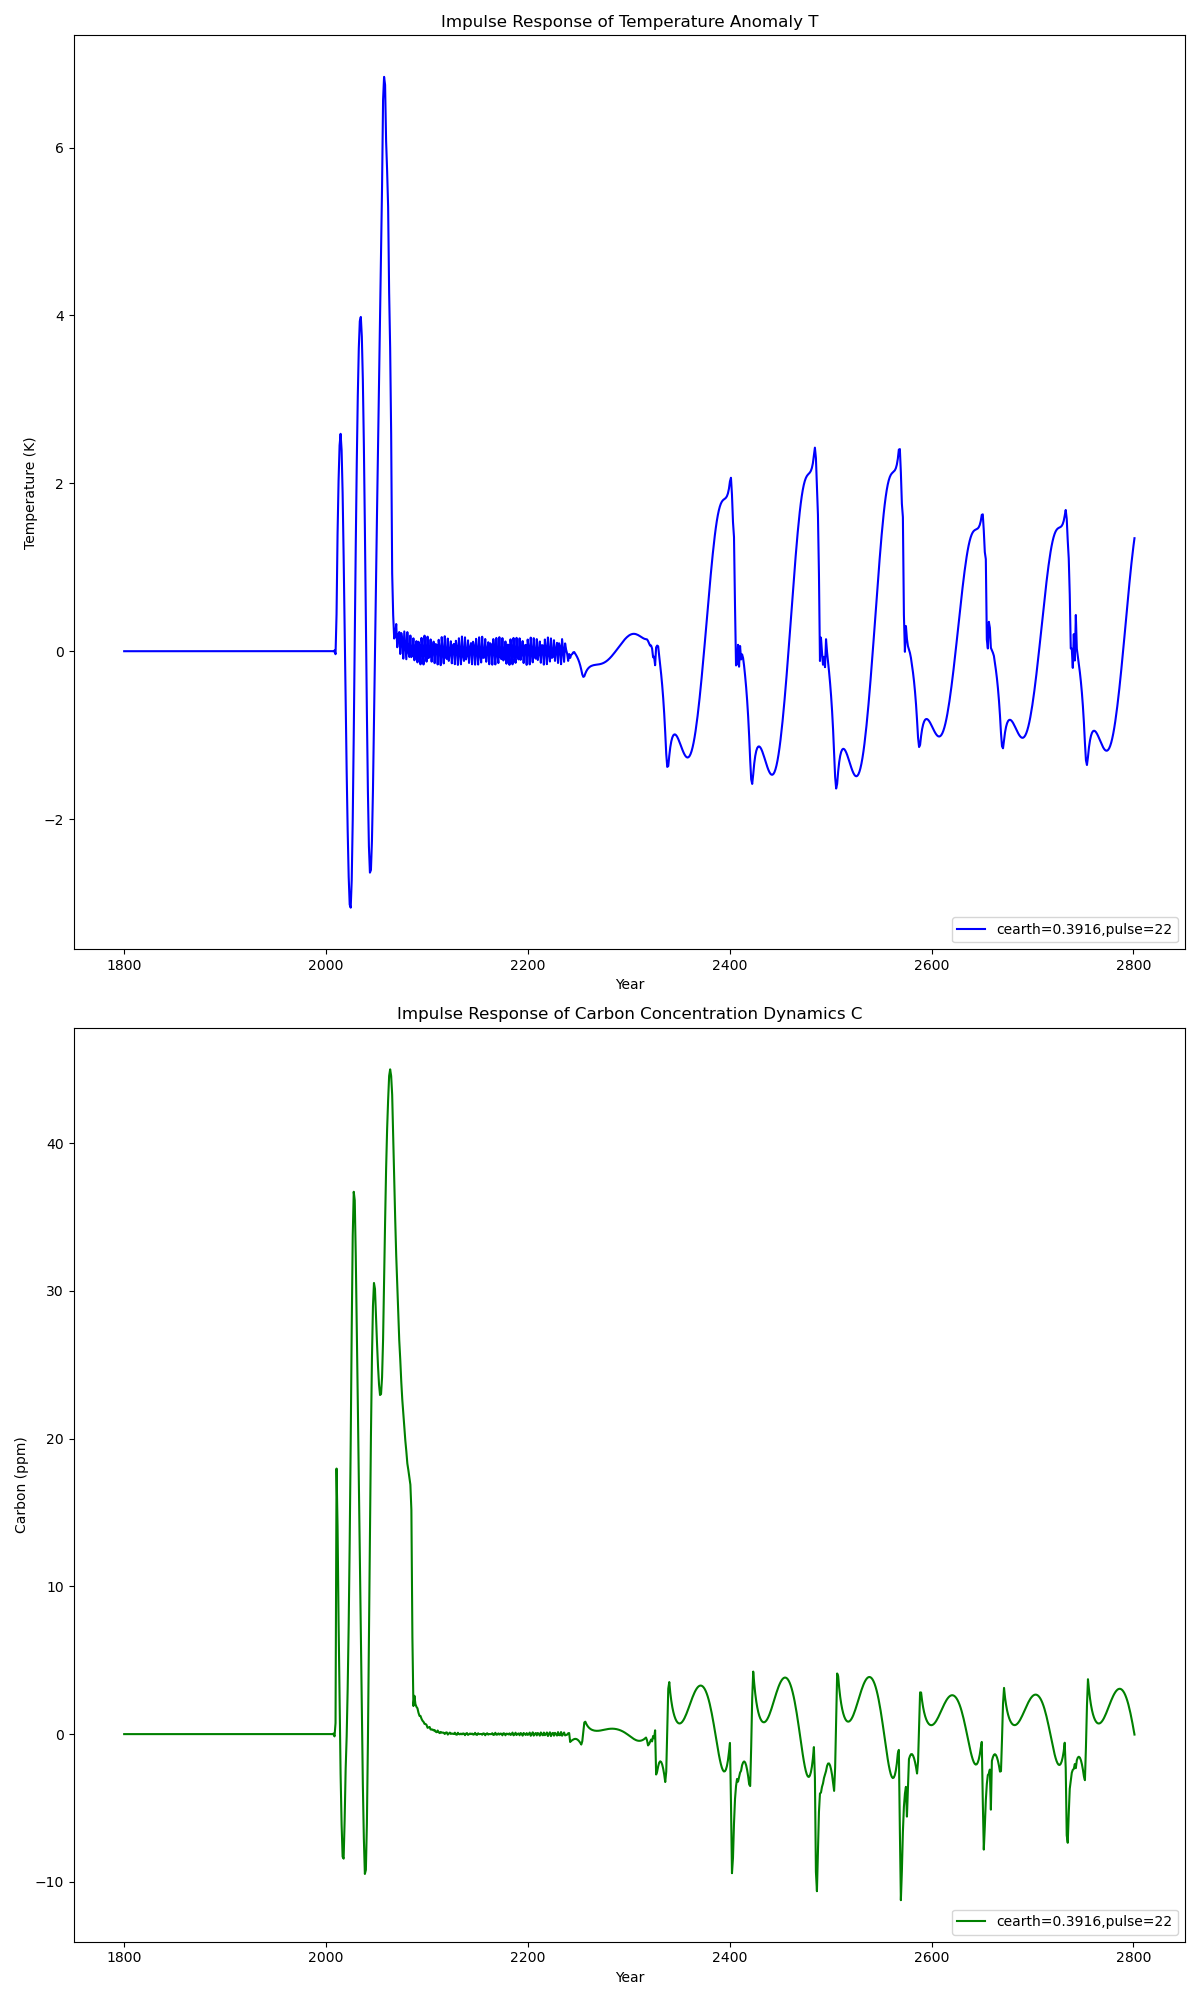 Impulse Response of Temperature Anomaly T
6
4
2
0
−2
Temperature (K)
cearth=0.3916,pulse=22
1800 2000 2200 2400 2600 2800
Year
Impulse Response of Carbon Concentration Dynamics C
40
30
20
10
0
−10
Carbon (ppm)
cearth=0.3916,pulse=22
1800 2000 2200 2400 2600 2800
Year